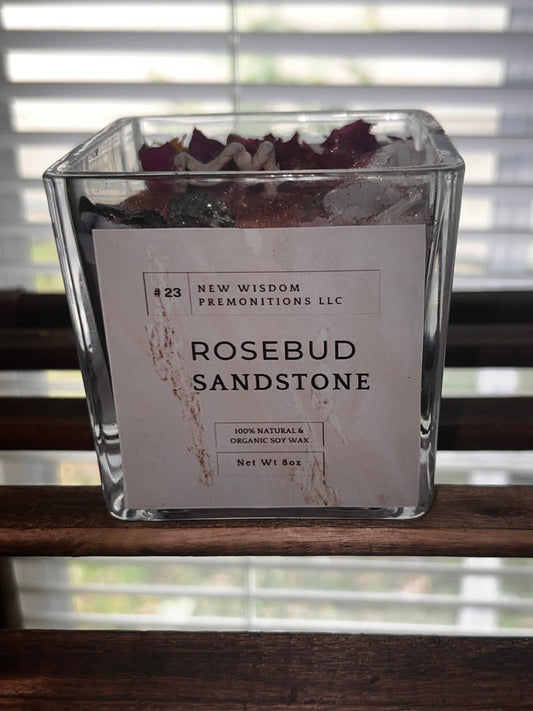 #23
NEW WISDOM
PREMONITIONS LLC
ROSEBUD
SANDSTONE
100% NATURAL &
ORGANIC SOY WAX
Net Wt 8oz